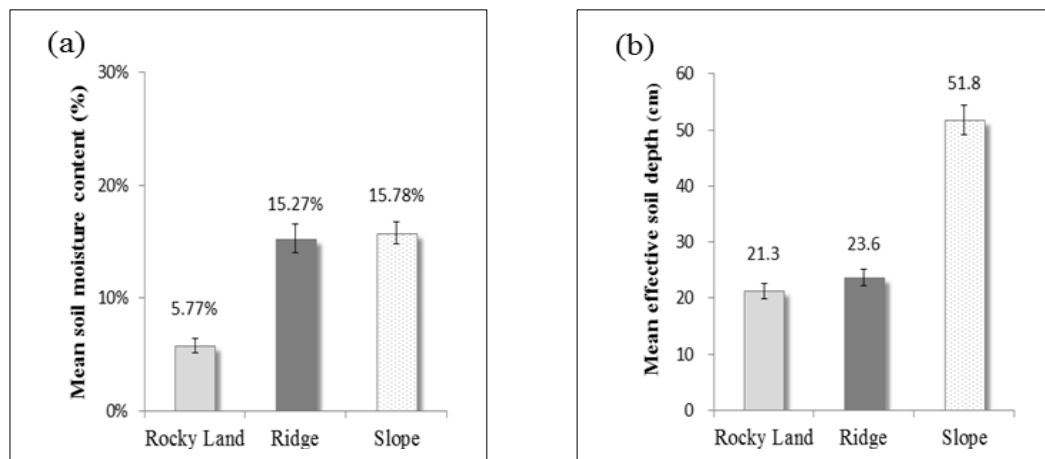 (a)
Mean soil moisture content (%)
30%
20%
10%
0%
5.77%
15.27%
15.78%
Rocky Land Ridge Slope
(b)
Mean effective soil depth (cm)
60
50
40
30
20
10
0
21.3
23.6
51.8
Rocky Land Ridge Slope